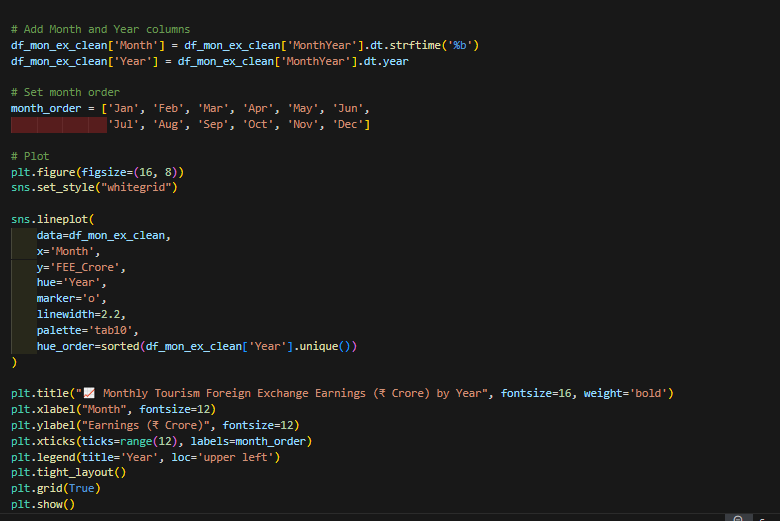 # Add Month and Year columns
df_mon_ex_clean['Month'] = df_mon_ex_clean['MonthYear'].dt.strftime('%b')
df_mon_ex_clean['Year'] = df_mon_ex_clean['MonthYear'].dt.year
# Set month order
month_order = ['Jan', 'Feb', 'Mar', 'Apr', 'May', 'Jun',
'Jul', 'Aug', 'Sep', 'Oct', 'Nov', 'Dec']
# Plot
plt.figure(figsize=(16, 8))
sns.set_style("whitegrid")
sns.lineplot(
data=df_mon_ex_clean,
x='Month',
y='FEE_Crore',
hue='Year',
marker='o',
linewidth=2.2,
palette='tab10',
hue_order=sorted(df_mon_ex_clean['Year'].unique())
)
plt.title("📈 Monthly Tourism Foreign Exchange Earnings (₹ Crore) by Year", fontsize=16, weight='bold')
plt.xlabel("Month", fontsize=12)
plt.ylabel("Earnings (₹ Crore)", fontsize=12)
plt.xticks(ticks=range(12), labels=month_order)
plt.legend(title='Year', loc='upper left')
plt.tight_layout()
plt.grid(True)
plt.show()